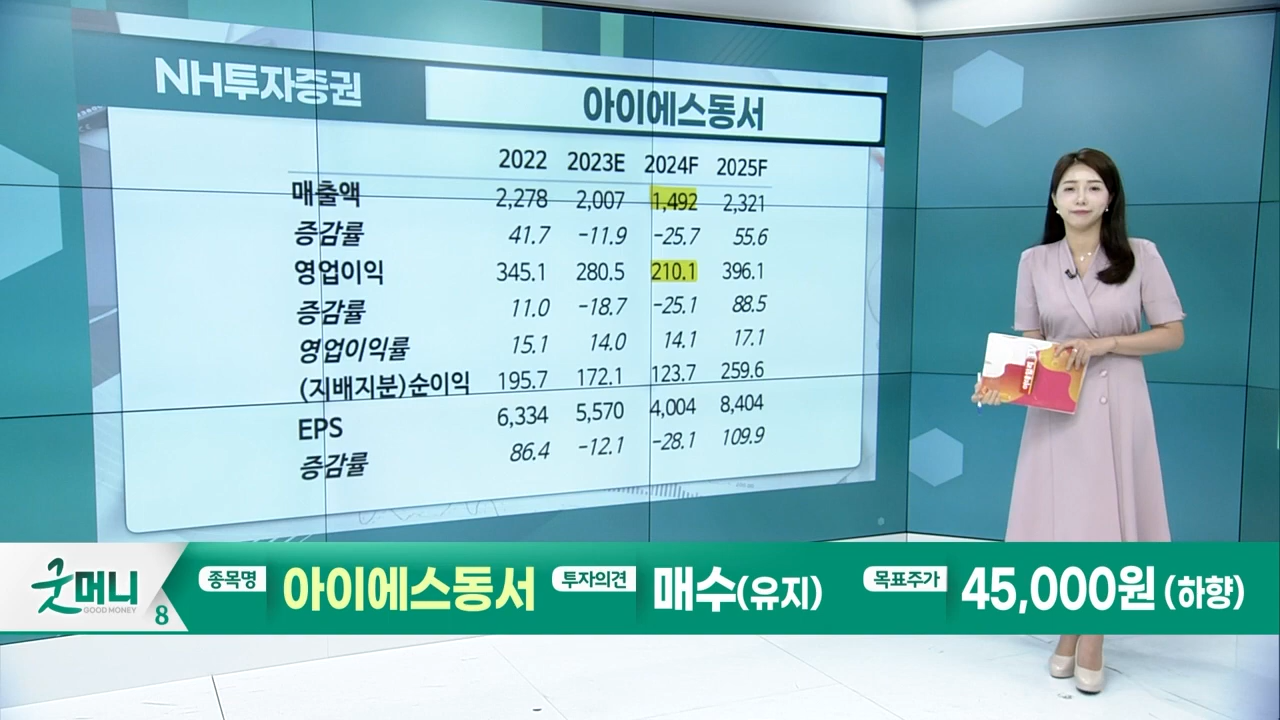 NH투자증권
아이에스동서
2022 2023E 2024F 2025F
매출액 2,278 2,007 1,492 2,321
증감률 41.7 -11.9 -25.7 55.6
영업이익 345.1 280.5 210.1 396.1
증감률 11.0 -18.7 -25.1 88.5
영업이익률 15.1 14.0 14.1 17.1
(지배지분)순이익 195.7 172.1 123.7 259.6
EPS 6,334 5,570 4,004 8,404
증감률 86.4 -12.1 -28.1 109.9
굿머니
GOOD MONEY
8
종목명 아이에스동서 투자의견 매수(유지) 목표주가 45,000원 (하향)